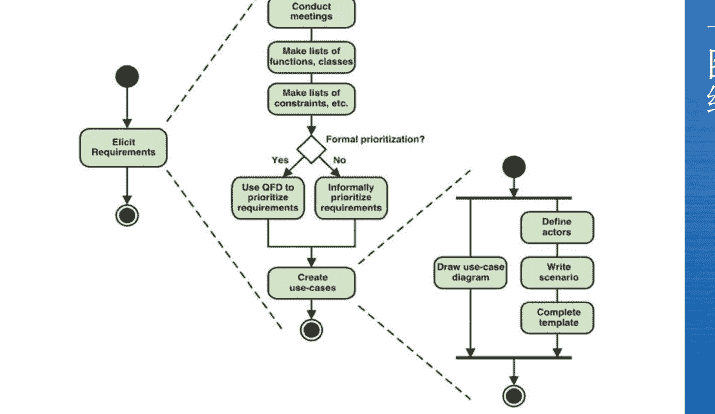 Conduct
meetings
Make lists of
functions, classes
Make lists of
constraints, etc.
Formal prioritization?
Yes
No
Elicit
Requirements
Use QFD to
prioritize
requirements
Informally
prioritize
requirements
Create
use-cases
Define
actors
Draw use-case
diagram
Write
scenario
Complete
template